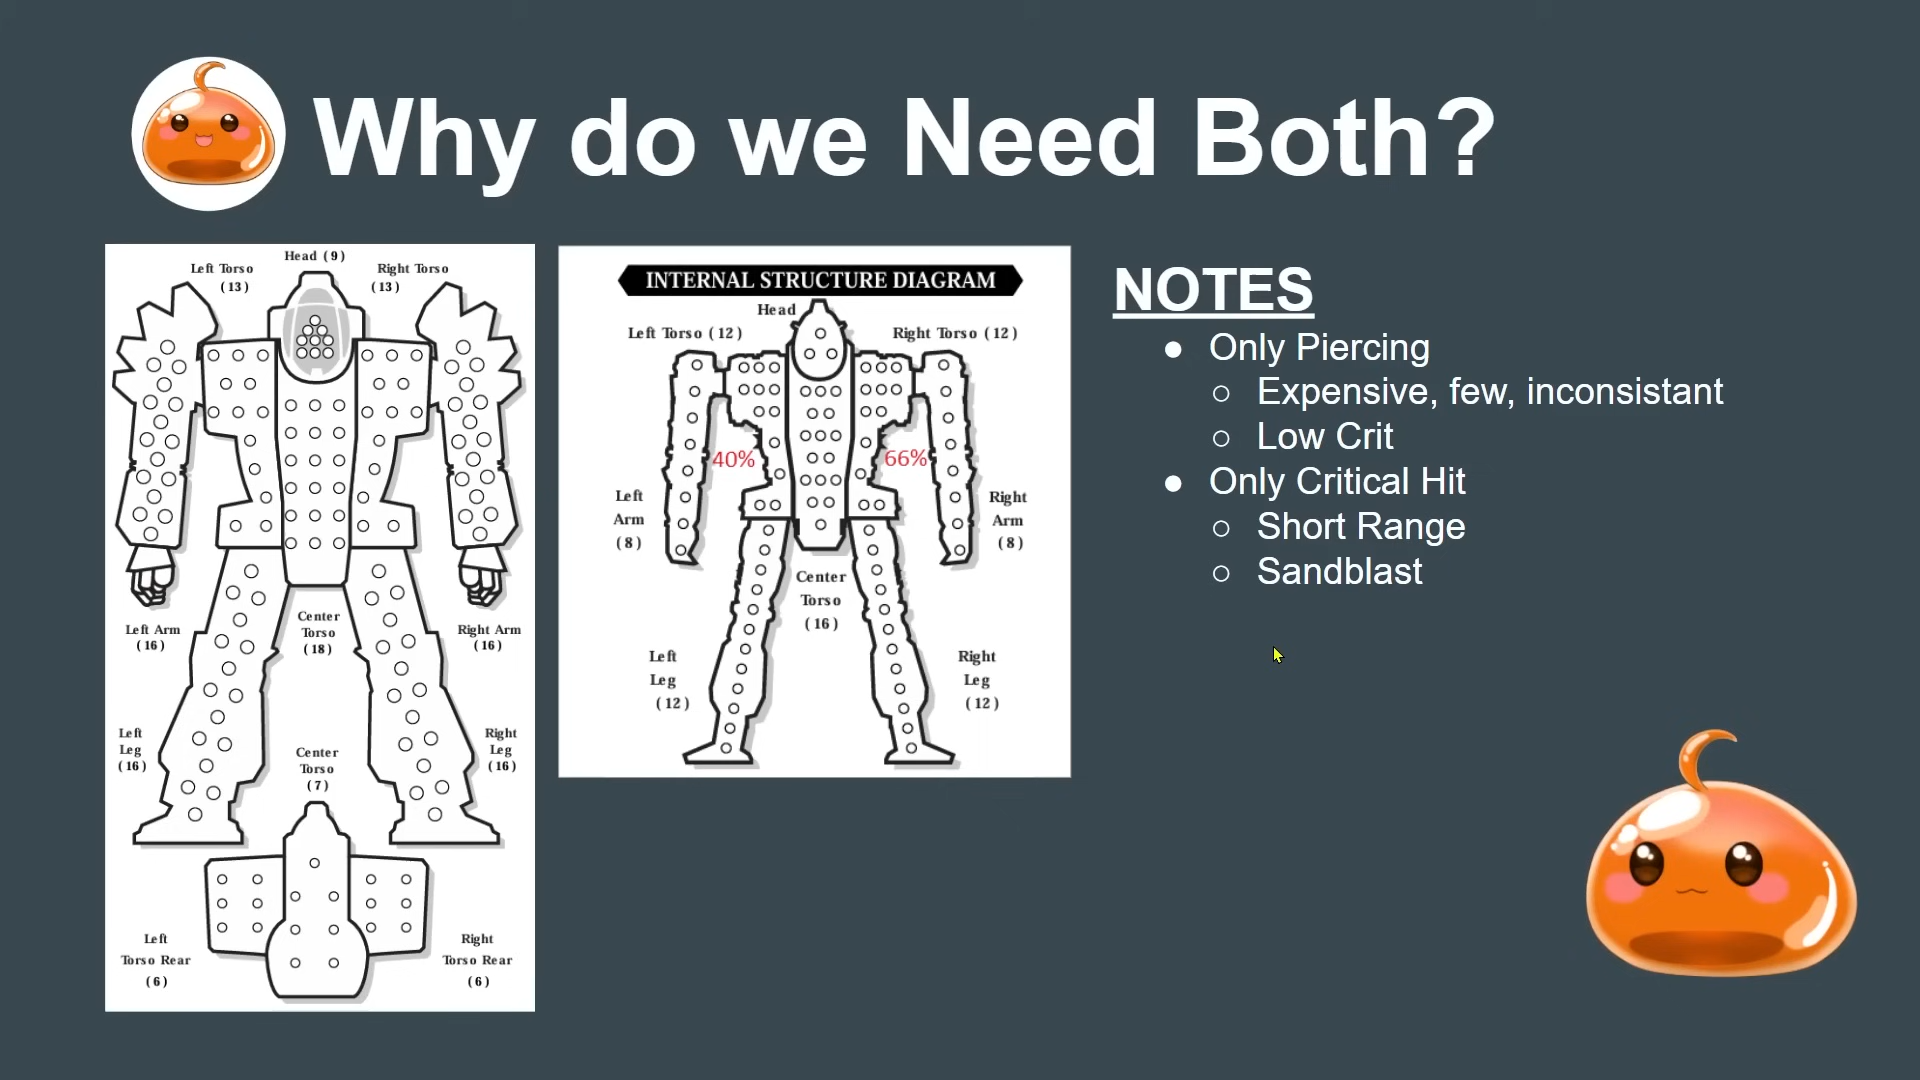 Why do we Need Both?
Head (9)
Left Torso
(13)
Right Torso
(13)
Left Arm
(16)
Center
Torso
(18)
Right Arm
(16)
Left
Leg
(16)
Right
Leg
(16)
Center
Torso
(7)
Left
Torso Rear
(6)
Right
Torso Rear
(6)
INTERNAL STRUCTURE DIAGRAM
Head
Left Torso (12)
Right Torso (12)
40%
66%
Left
Arm
(8)
Right
Arm
(8)
Center
Torso
(16)
Left
Leg
(12)
Right
Leg
(12)
NOTES
● Only Piercing
○ Expensive, few, inconsistant
○ Low Crit
● Only Critical Hit
○ Short Range
○ Sandblast